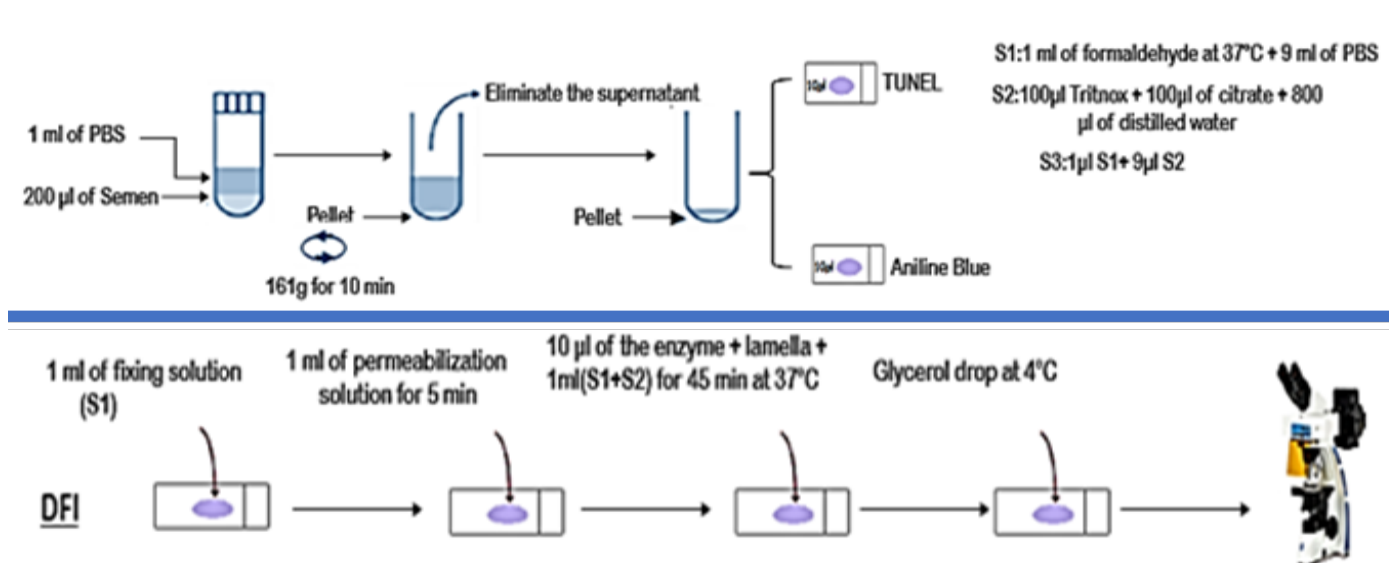 S1:1 ml of formaldehyde at 37°C + 9 ml of PBS
Eliminate the supernatant
10µl
TUNEL
S2:100µl Tritnox + 100µl of citrate + 800
µl of distilled water
1 ml of PBS
S3:1µl S1+ 9µl S2
200 µl of Semen
Pellet
Pellet
161g for 10 min
10µl
Aniline Blue
1 ml of fixing solution
(S1)
1 ml of permeabilization
solution for 5 min
10 µl of the enzyme + lamella +
1ml(S1+S2) for 45 min at 37°C
Glycerol drop at 4°C
DFI